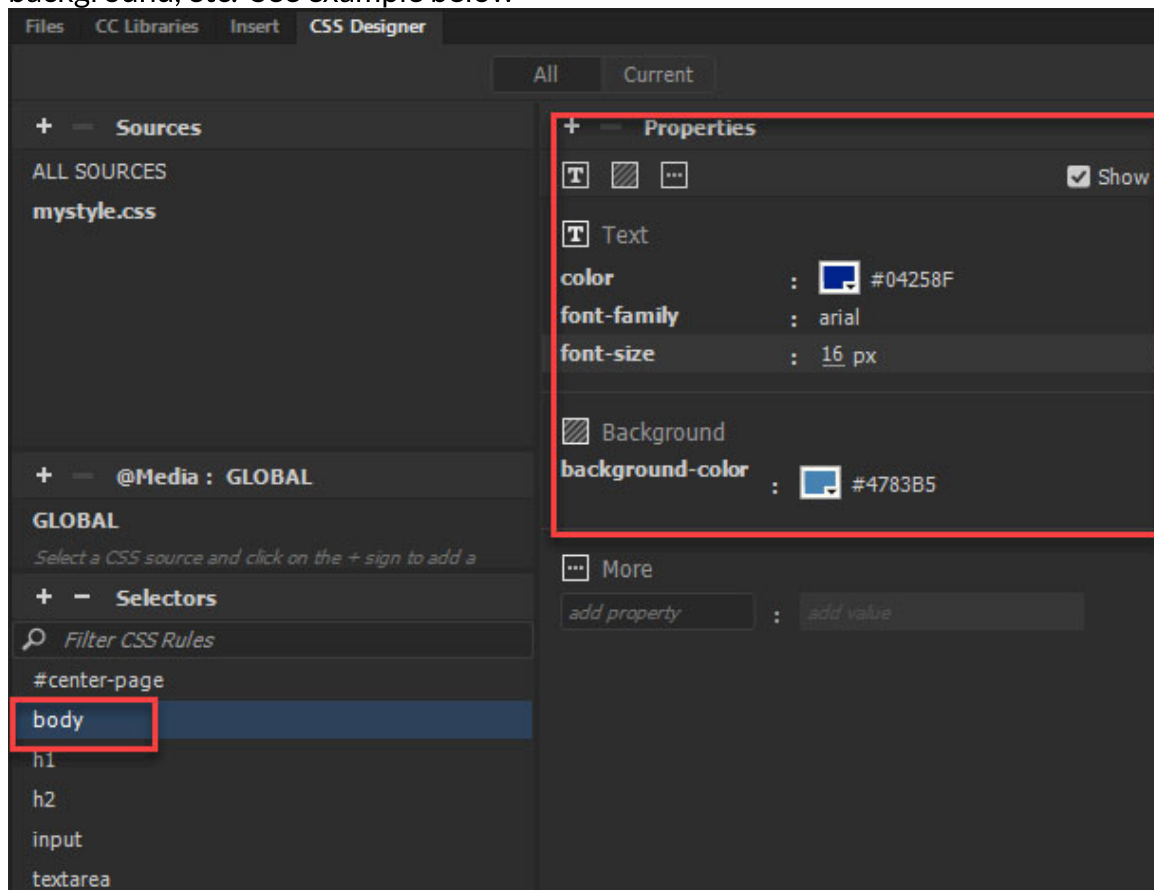 Files CC Libraries Insert CSS Designer
All Current
+ − Sources
ALL SOURCES
mystyle.css
+ − @Media : GLOBAL
GLOBAL
Select a CSS source and click on the + sign to add a
+ − Selectors
Filter CSS Rules
#center-page
body
h1
h2
input
textarea
+ − Properties
T Show
T Text
color : #04258F
font-family : arial
font-size : 16 px
Background
background-color : #4783B5
More
add property : add value